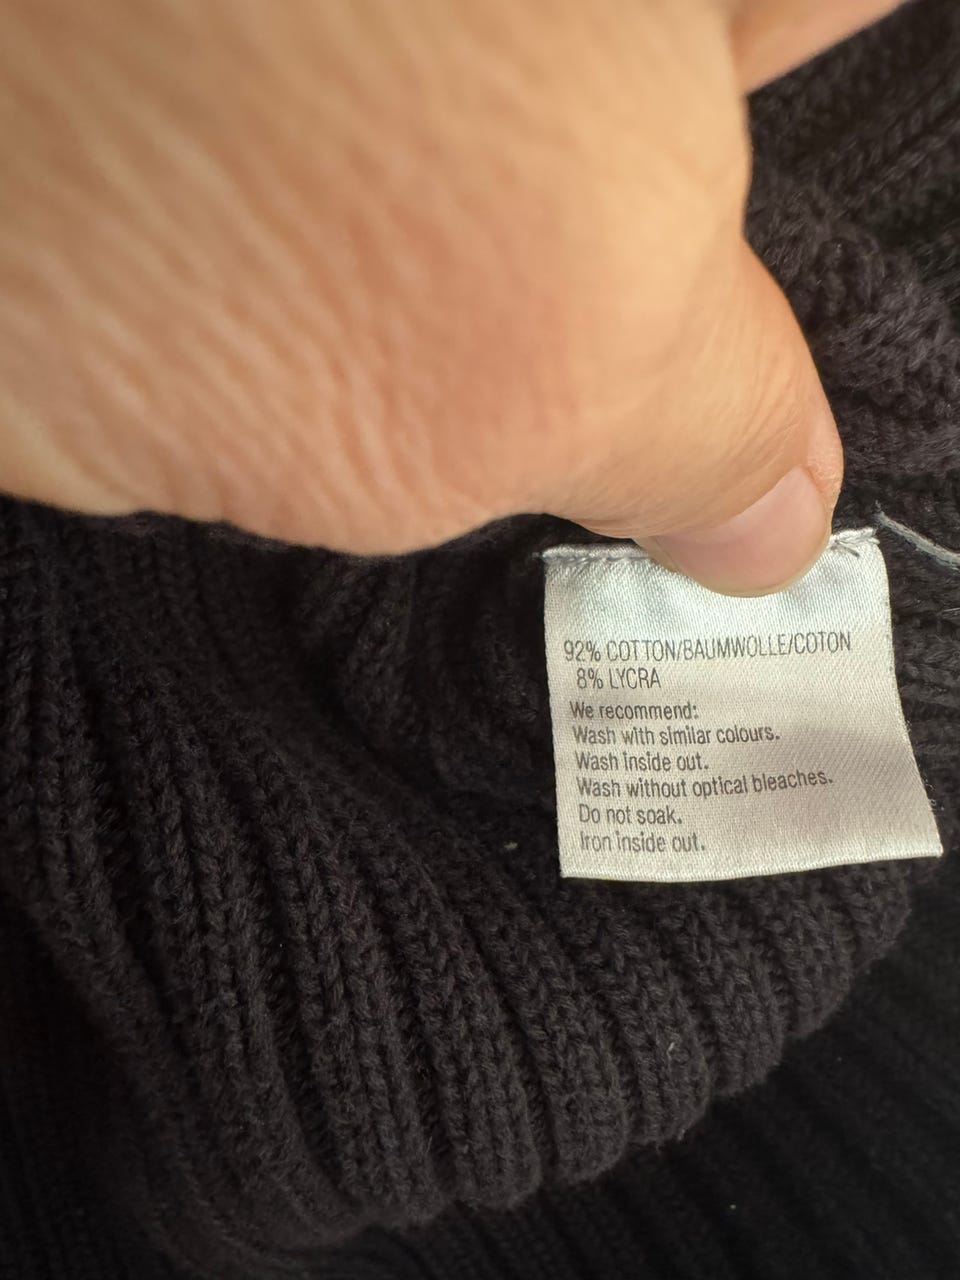 92% COTTON/BAUMWOLLE/COTON
8% LYCRA
We recommend:
Wash with similar colours.
Wash inside out.
Wash without optical bleaches.
Do not soak.
Iron inside out.